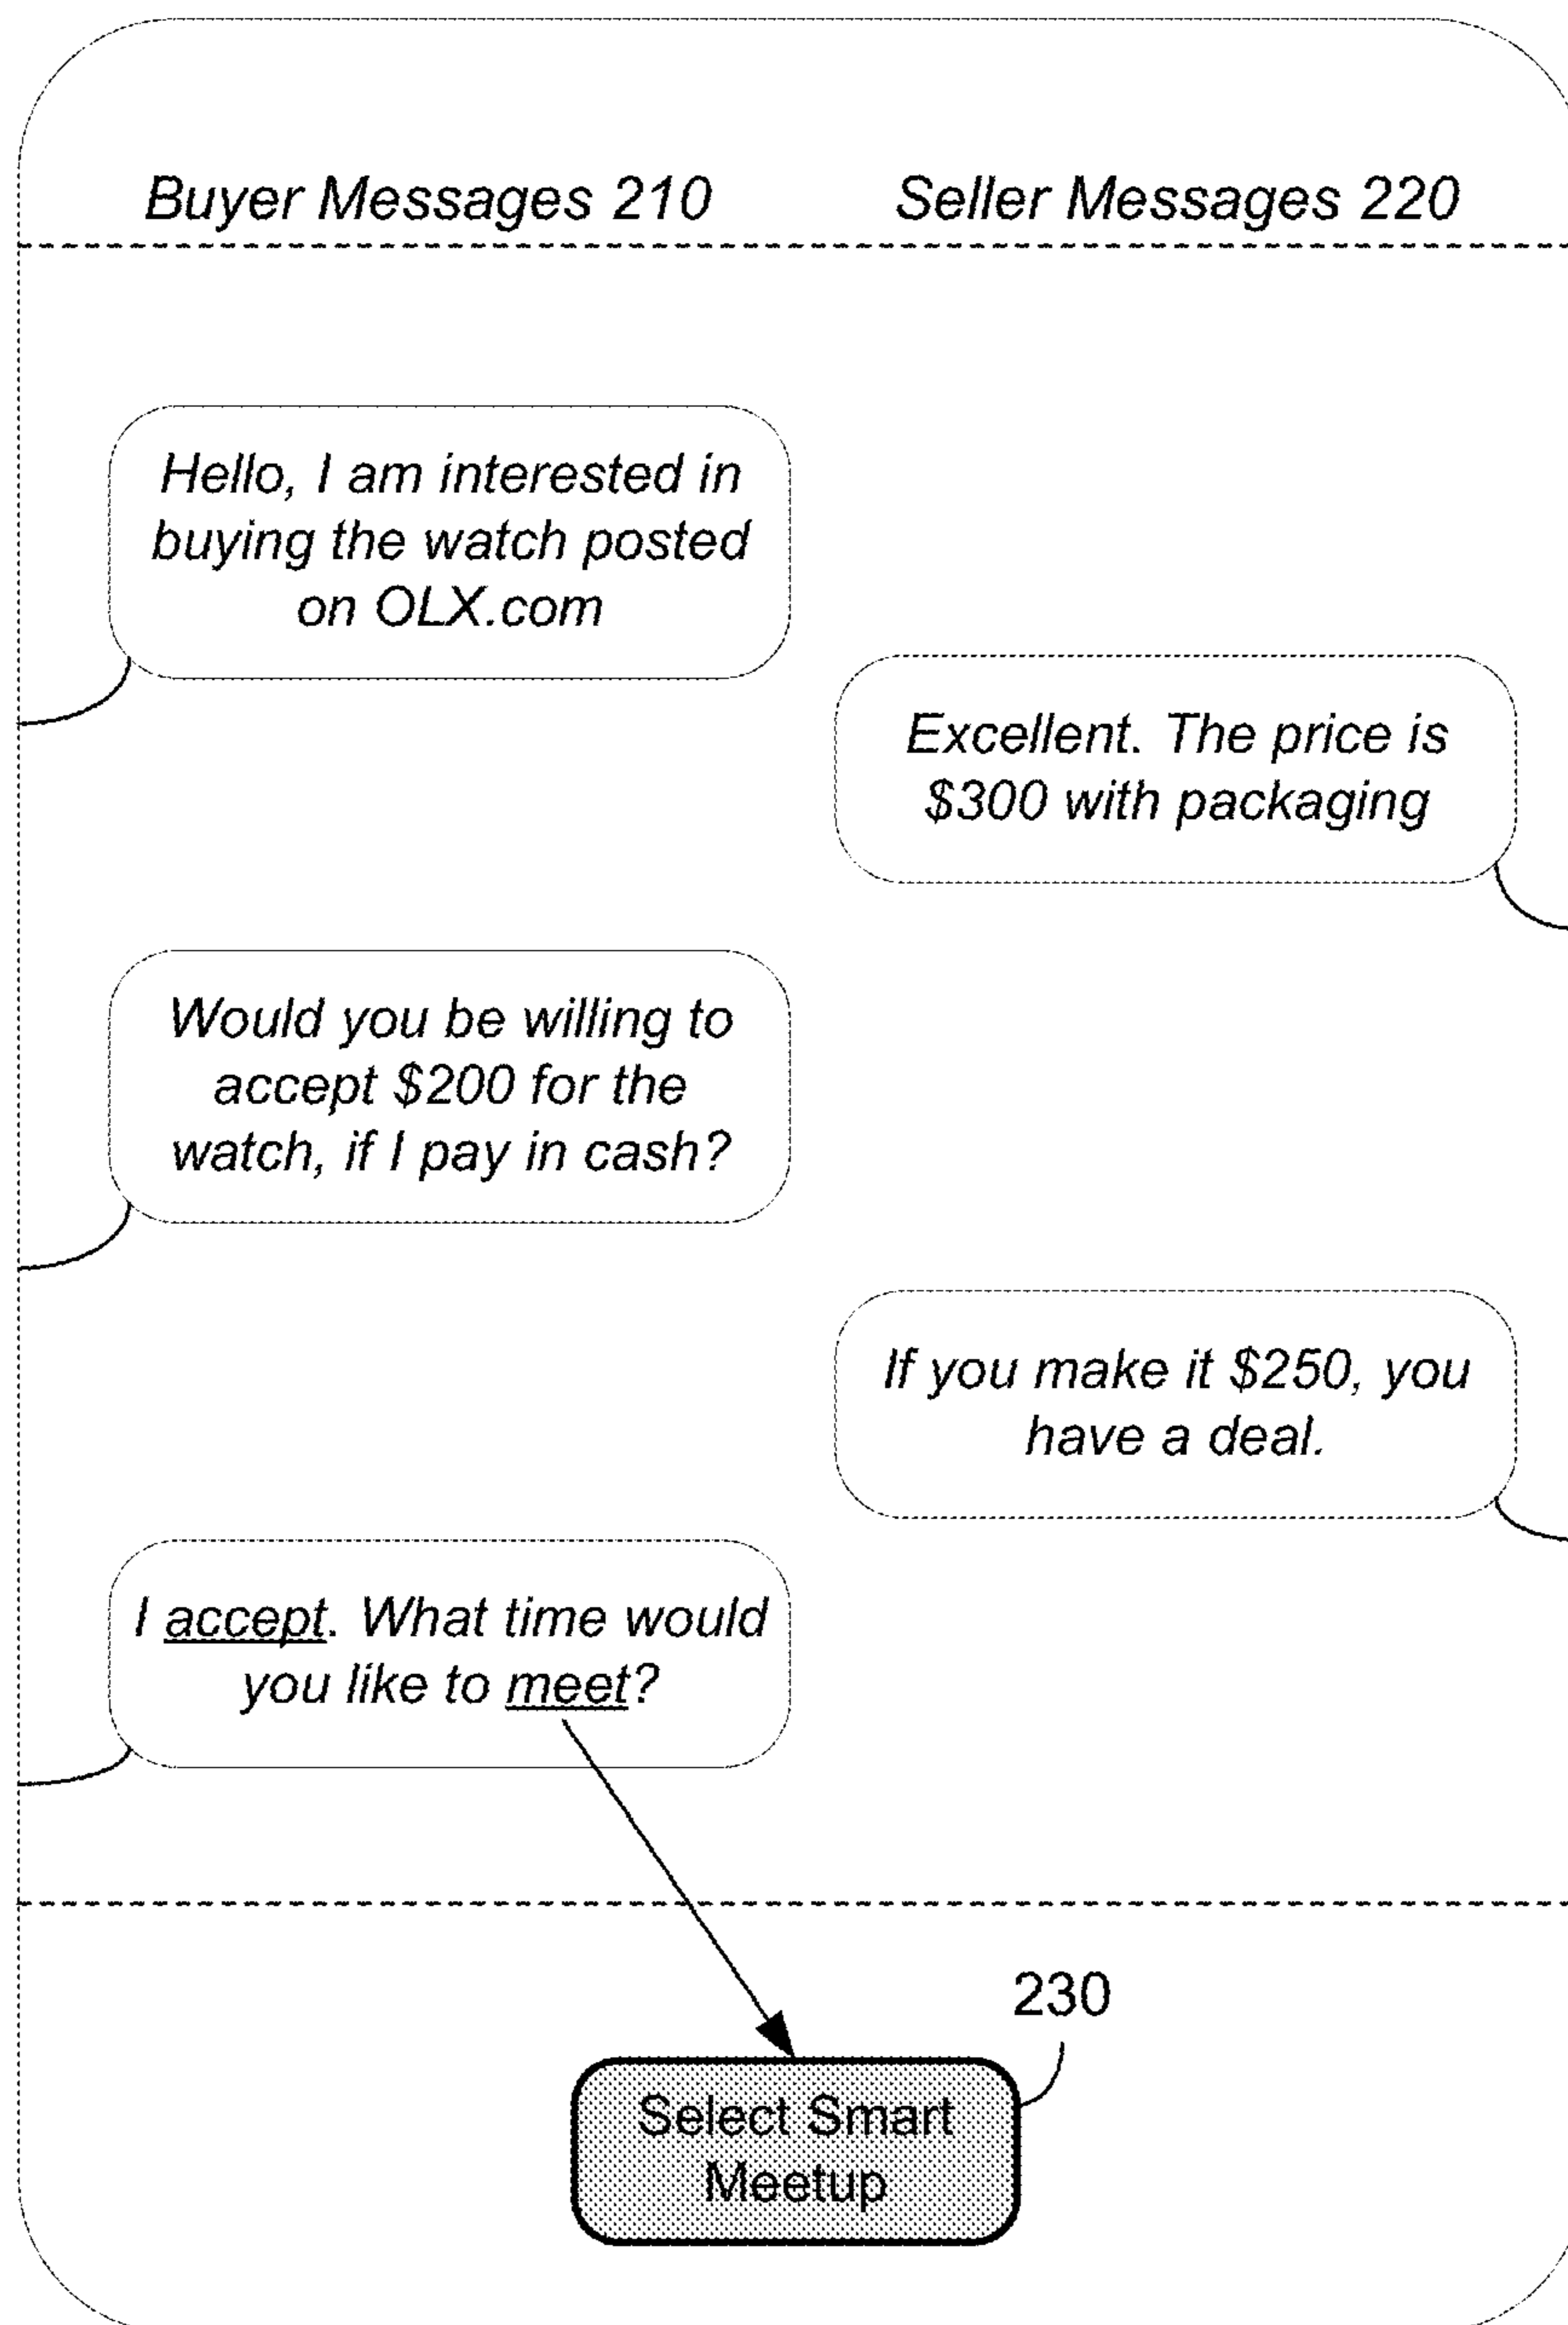 Buyer Messages 210
Seller Messages 220
Hello, I am interested in
buying the watch posted
on OLX.com
Excellent. The price is
$300 with packaging
Would you be willing to
accept $200 for the
watch, if I pay in cash?
If you make it $250, you
have a deal.
I accept. What time would
you like to meet?
230
Select Smart
Meetup